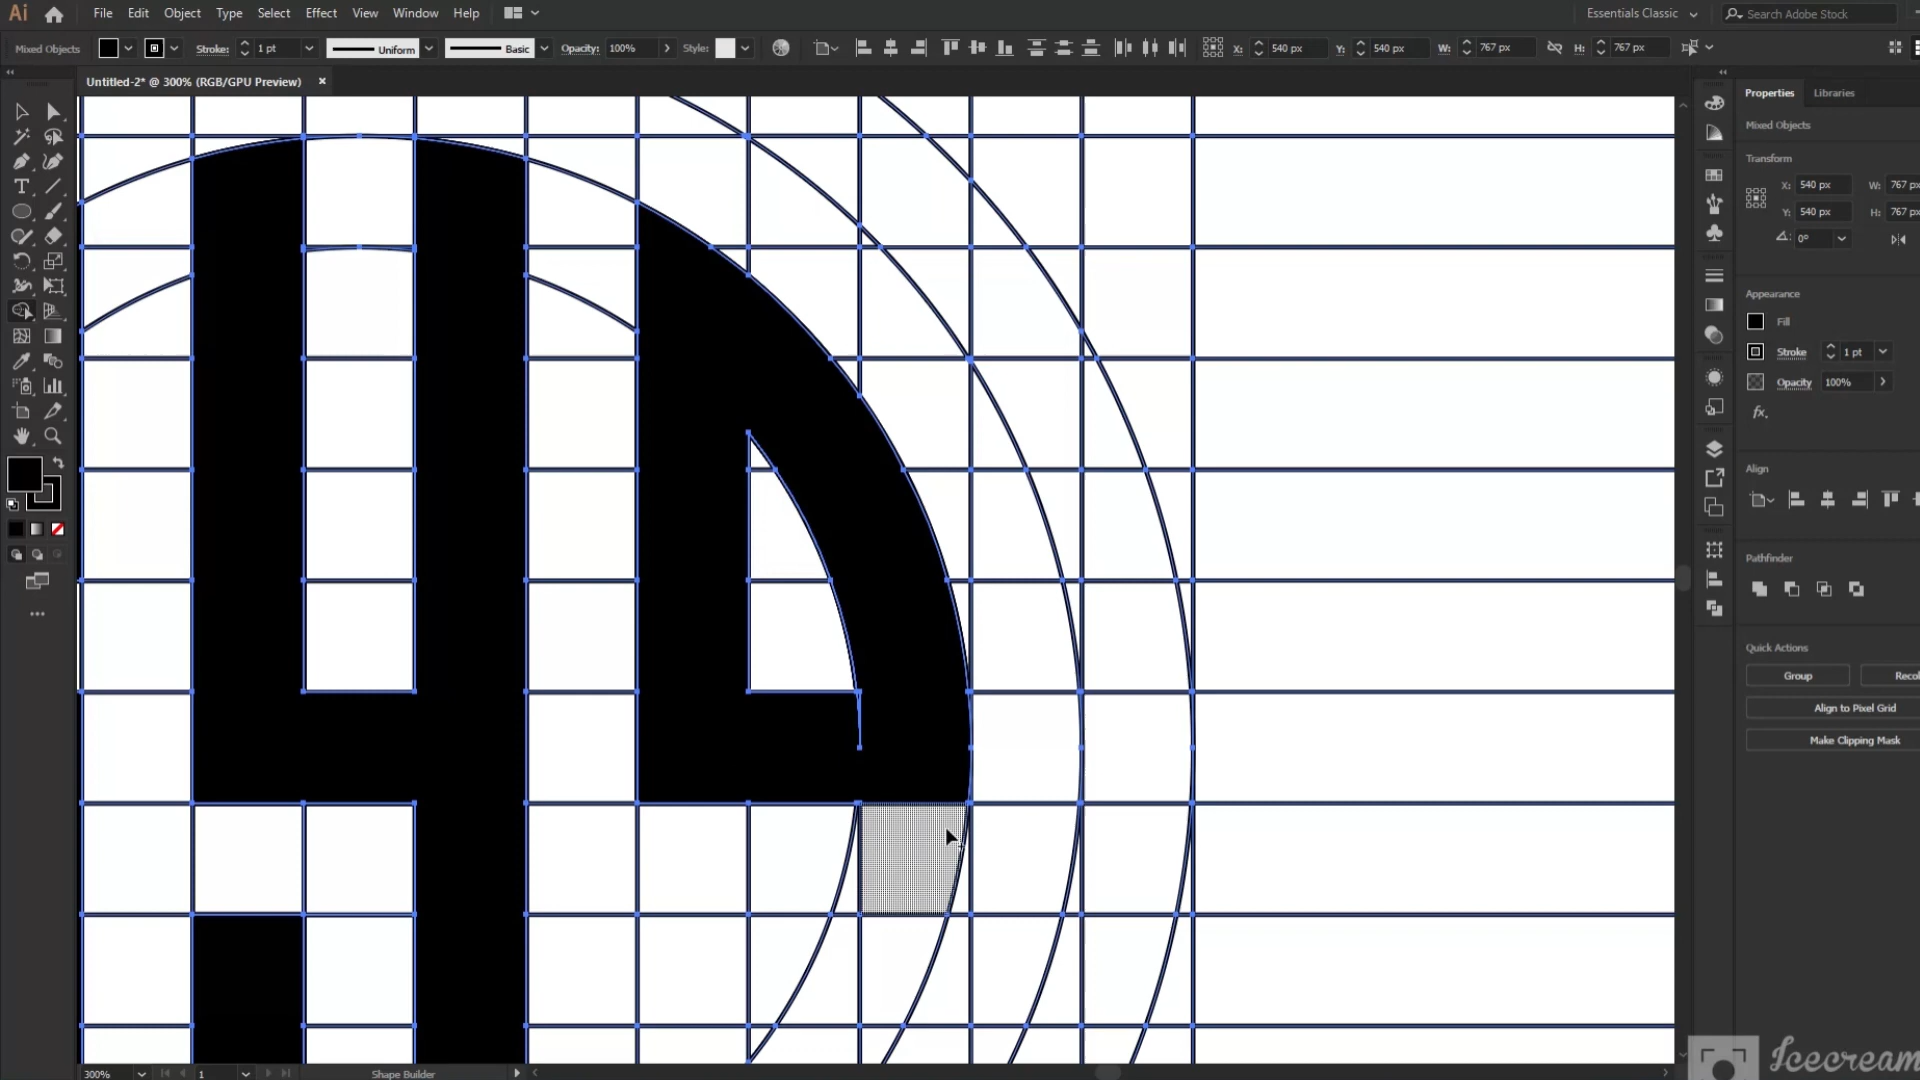 Ai File Edit Object Type Select Effect View Window Help Essentials Classic Search Adobe Stock
Mixed Objects Stroke: 1 pt Uniform Basic Opacity: 100% Style: X: 540 px Y: 540 px W: 767 px H: 767 px
Untitled-2* @ 300% (RGB/GPU Preview) ×
Properties Libraries
Mixed Objects
Transform
X: 540 px W: 767 px
Y: 540 px H: 767 px
0°
Appearance
Fill
Stroke 1 pt
Opacity 100%
fx.
Align
Pathfinder
Quick Actions
Group Recol
Align to Pixel Grid
Make Clipping Mask
300% 1 Shape Builder
Icecream